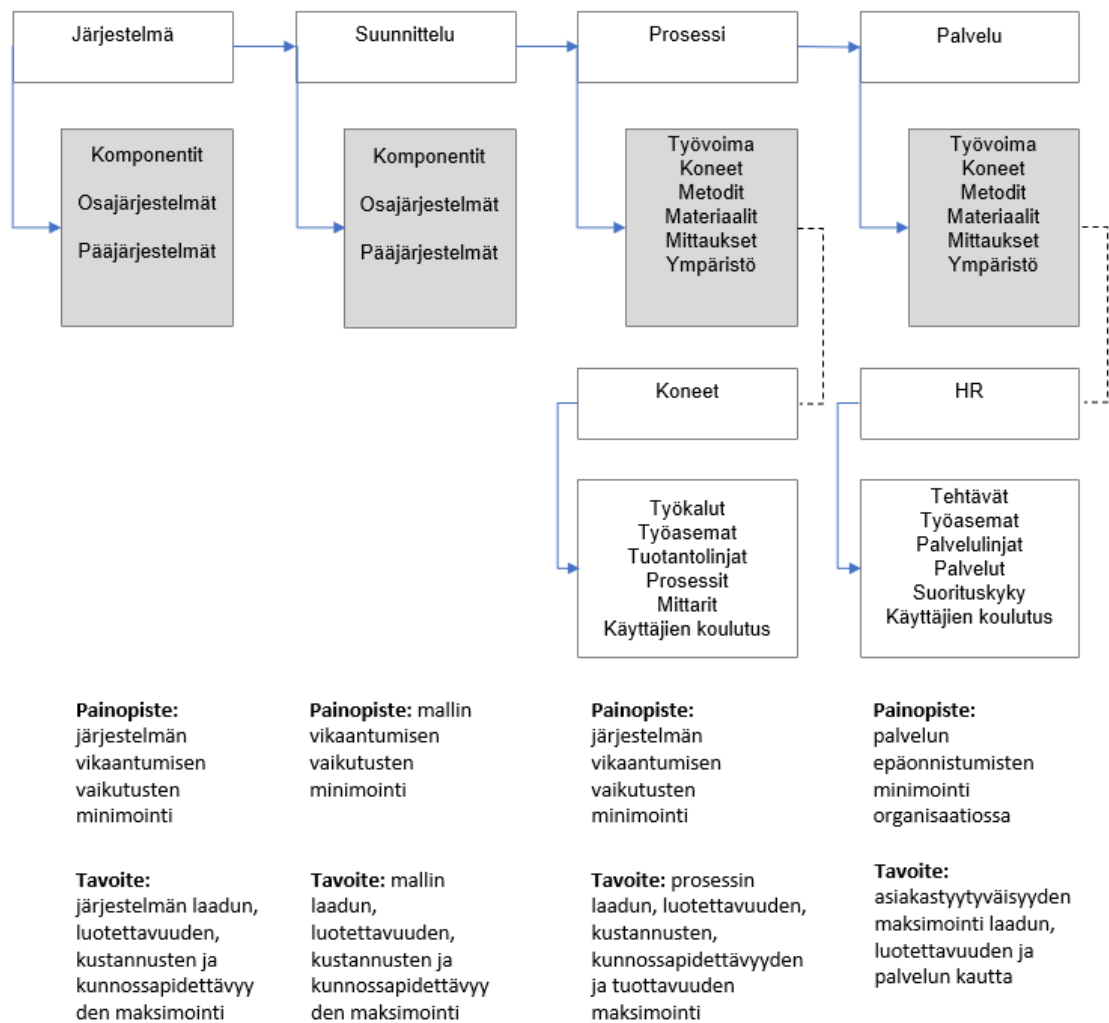 Järjestelmä
Suunnittelu
Prosessi
Palvelu
Komponentit
Osajärjestelmät
Pääjärjestelmät
Komponentit
Osajärjestelmät
Pääjärjestelmät
Työvoima
Koneet
Metodit
Materiaalit
Mittaukset
Ympäristö
Työvoima
Koneet
Metodit
Materiaalit
Mittaukset
Ympäristö
Koneet
HR
Työkalut
Työasemat
Tuotantolinjat
Prosessit
Mittarit
Käyttäjien koulutus
Tehtävät
Työasemat
Palvelulinjat
Palvelut
Suorituskyky
Käyttäjien koulutus
Painopiste:
järjestelmän
vikaantumisen
vaikutusten
minimointi
Painopiste: mallin
vikaantumisen
vaikutusten
minimointi
Painopiste:
järjestelmän
vikaantumisen
vaikutusten
minimointi
Painopiste:
palvelun
epäonnistumisten
minimointi
organisaatiossa
Tavoite:
järjestelmän laadun,
luotettavuuden,
kustannusten ja
kunnossapidettävyy
den maksimointi
Tavoite: mallin
laadun,
luotettavuuden,
kustannusten ja
kunnossapidettävyy
den maksimointi
Tavoite: prosessin
laadun, luotettavuuden,
kustannusten,
kunnossapidettävyyden
ja tuottavuuden
maksimointi
Tavoite:
asiakastyytyväisyyden
maksimointi laadun,
luotettavuuden ja
palvelun kautta